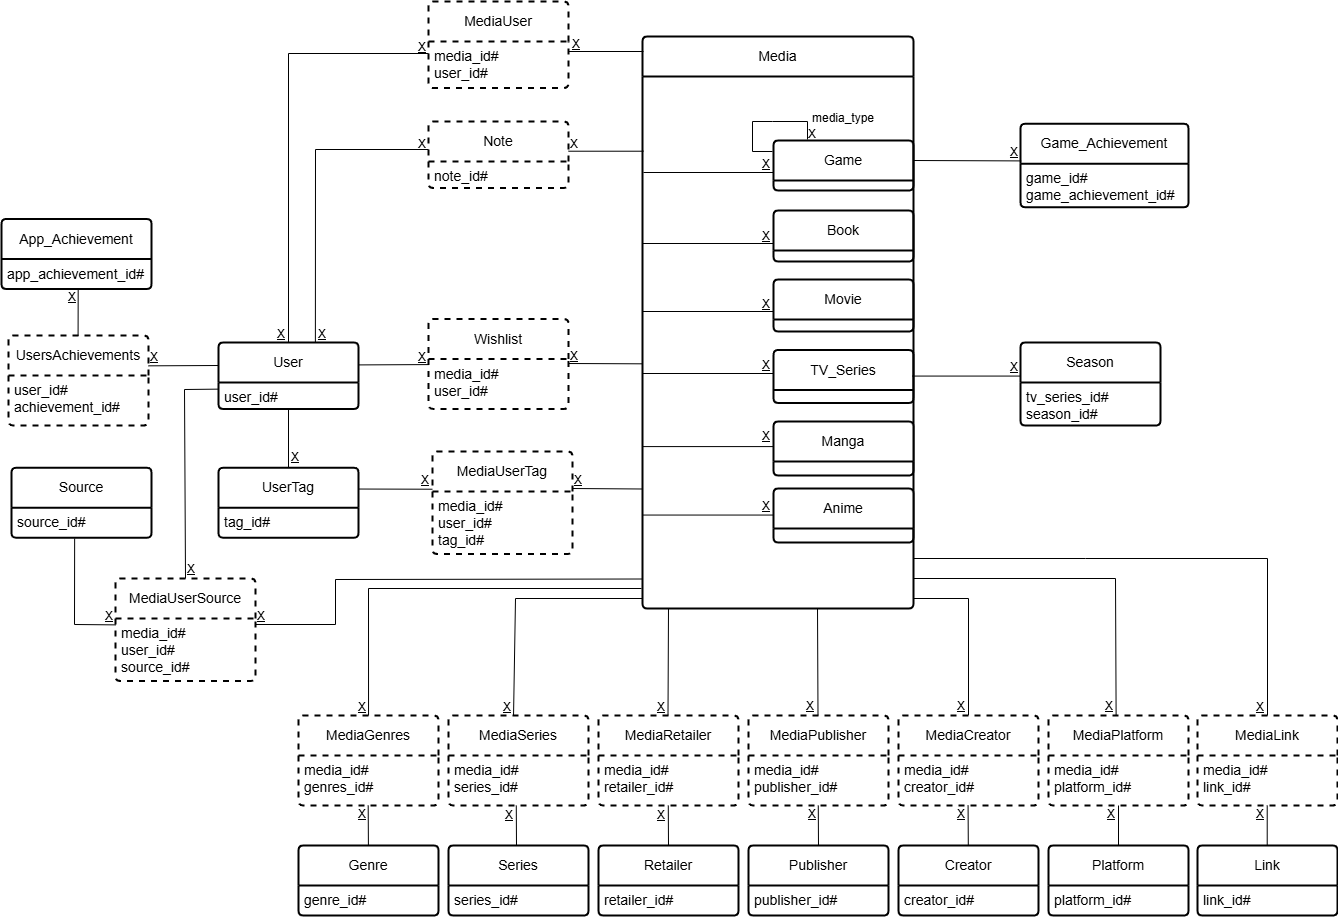 MediaUser
media_id#
user_id#
X
X
Media
Note
note_id#
X
X
media_type
X
Game
X
Game_Achievement
game_id#
game_achievement_id#
X
Book
X
App_Achievement
app_achievement_id#
X
Movie
X
UsersAchievements
user_id#
achievement_id#
X
User
user_id#
X
X
Wishlist
media_id#
user_id#
X
X
TV_Series
X
Season
tv_series_id#
season_id#
X
Manga
X
Source
source_id#
UserTag
tag_id#
X
MediaUserTag
media_id#
user_id#
tag_id#
X
X
Anime
X
MediaUserSource
media_id#
user_id#
source_id#
X
X
X
X
X
X
X
X
X
X
MediaGenres
media_id#
genres_id#
MediaSeries
media_id#
series_id#
MediaRetailer
media_id#
retailer_id#
MediaPublisher
media_id#
publisher_id#
MediaCreator
media_id#
creator_id#
MediaPlatform
media_id#
platform_id#
MediaLink
media_id#
link_id#
X
X
X
X
X
X
X
Genre
genre_id#
Series
series_id#
Retailer
retailer_id#
Publisher
publisher_id#
Creator
creator_id#
Platform
platform_id#
Link
link_id#